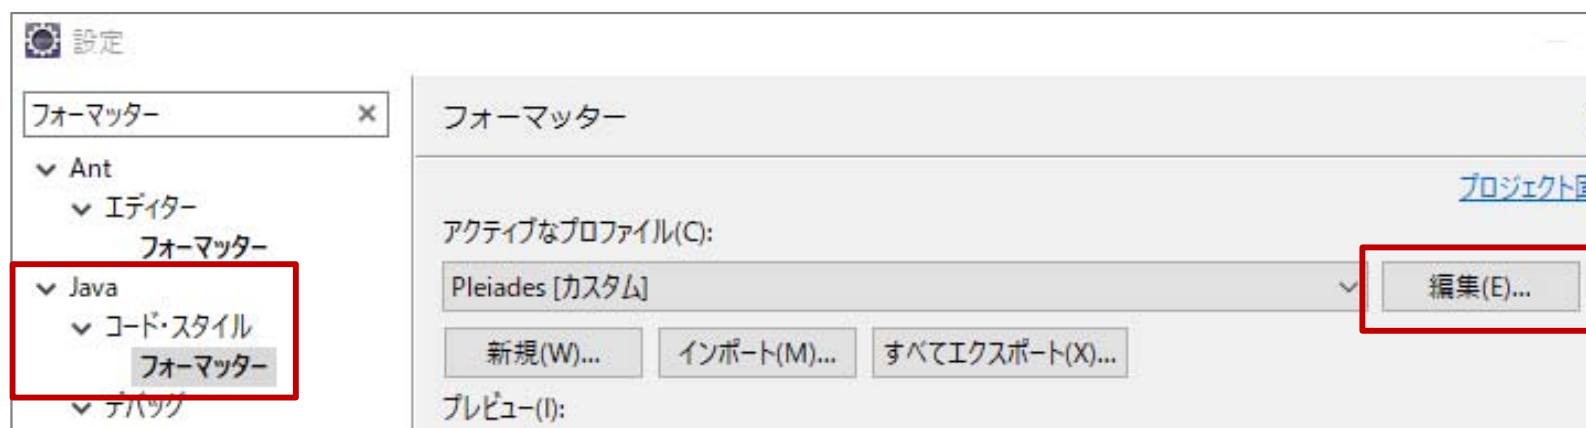 設定
フォーマッター
Ant
エディター
フォーマッター
Java
コード・スタイル
フォーマッター
デバッグ
フォーマッター
プロジェクト
アクティブなプロファイル(C):
Pleiades [カスタム]
編集(E)...
新規(W)...
インポート(M)...
すべてエクスポート(X)...
プレビュー(I):